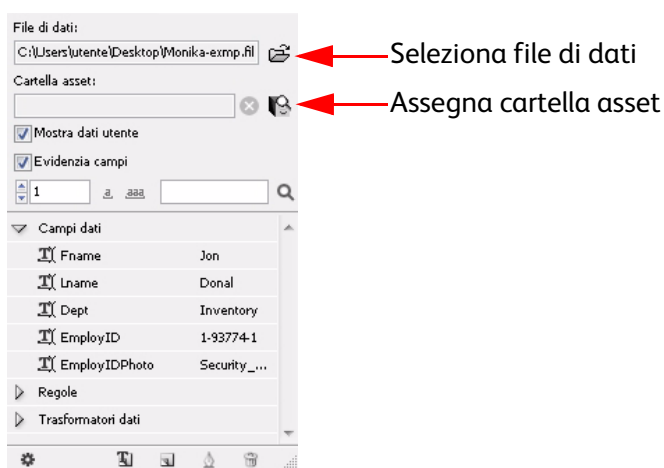 File di dati:
C:\Users\utente\Desktop\Monika-exmp.fil
Seleziona file di dati
Cartella asset:
Assegna cartella asset
Mostra dati utente
Evidenzia campi
1 a aaa
Campi dati
Fname Jon
Lname Donal
Dept Inventory
EmployID 1-93774-1
EmployIDPhoto Security_...
Regole
Trasformatori dati